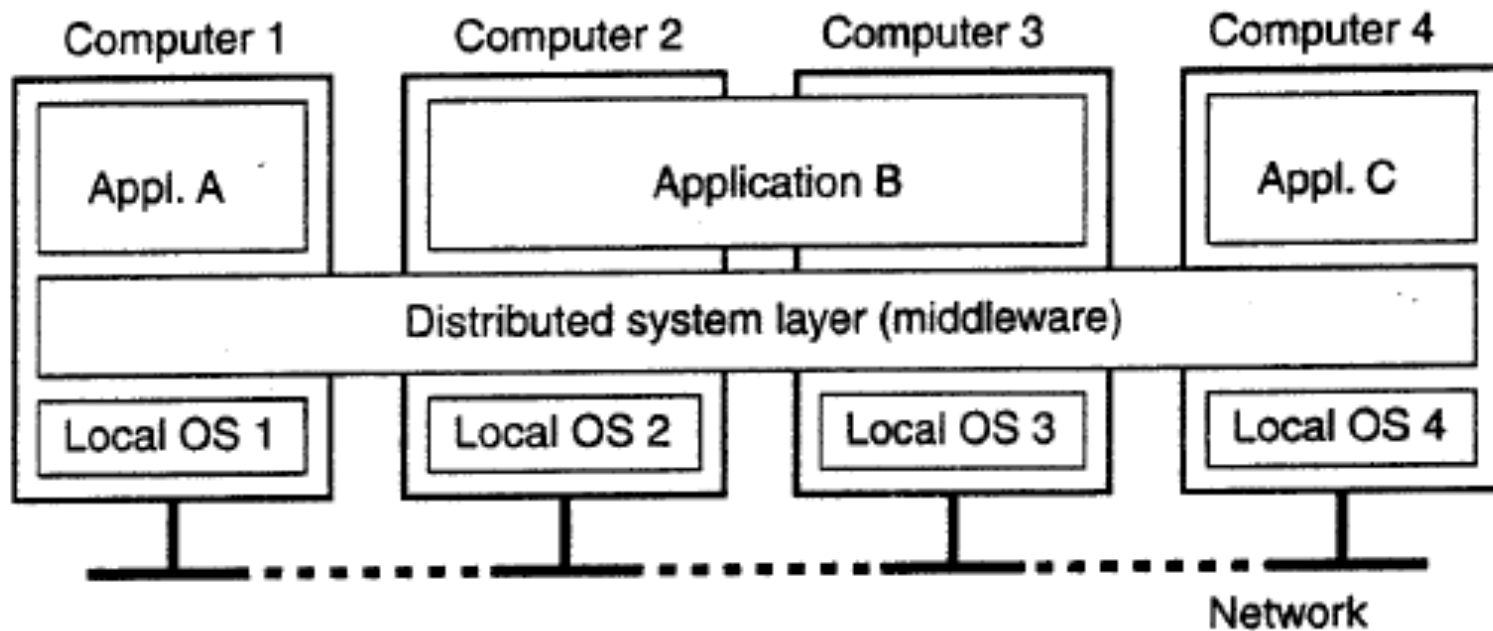 Computer 1
Computer 2
Computer 3
Computer 4
Appl. A
Application B
Appl. C
Distributed system layer (middleware)
Local OS 1
Local OS 2
Local OS 3
Local OS 4
Network